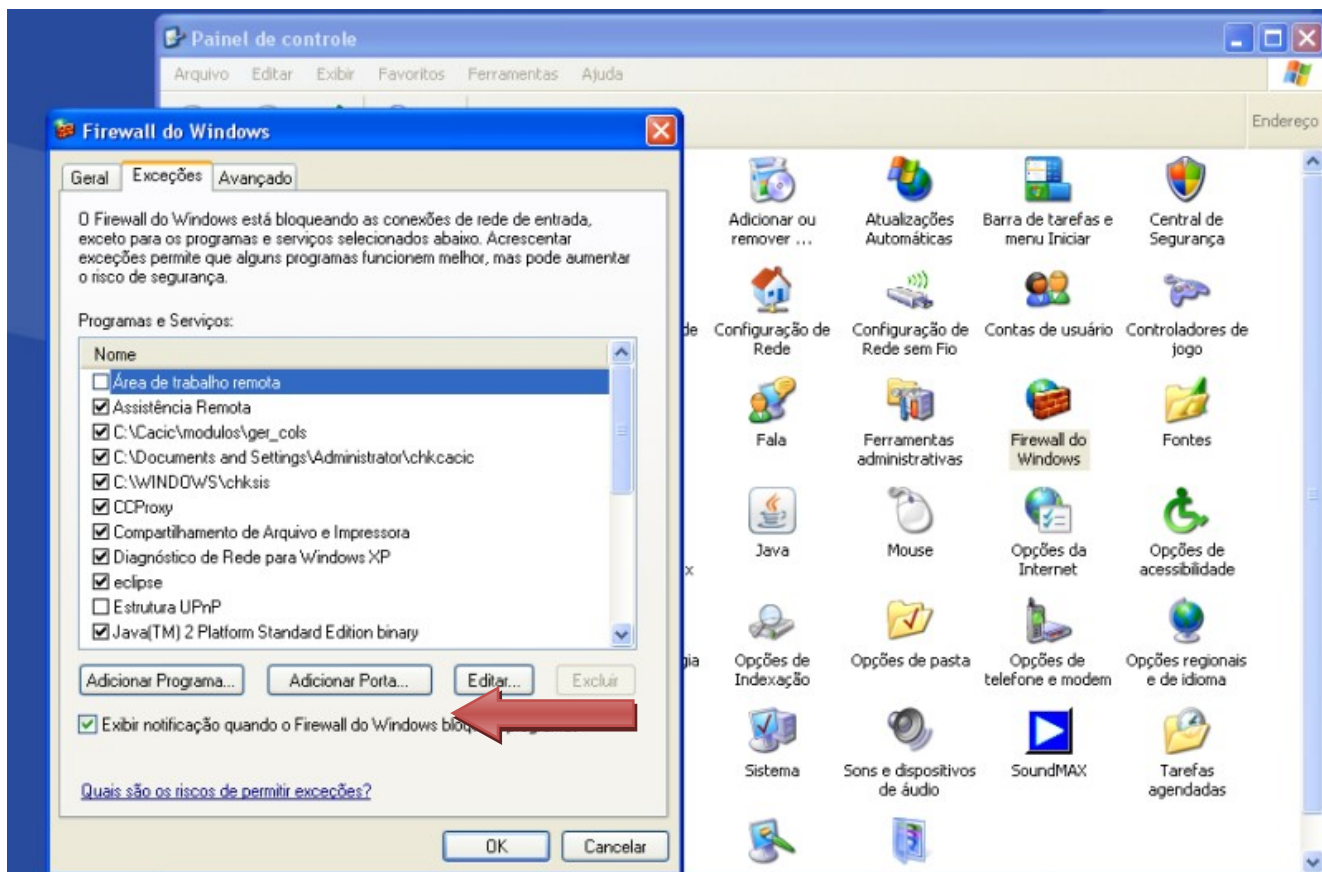 Painel de controle
Arquivo Editar Exibir Favoritos Ferramentas Ajuda
Endereço
Firewall do Windows
Geral Exceções Avançado
O Firewall do Windows está bloqueando as conexões de rede de entrada,
exceto para os programas e serviços selecionados abaixo. Acrescentar
exceções permite que alguns programas funcionem melhor, mas pode aumentar
o risco de segurança.
Programas e Serviços:
Nome
Área de trabalho remota
Assistência Remota
C:\Cacic\modulos\ger_cols
C:\Documents and Settings\Administrator\chkcacic
C:\WINDOWS\chksis
CCProxy
Compartilhamento de Arquivo e Impressora
Diagnóstico de Rede para Windows XP
eclipse
Estrutura UPnP
Java(TM) 2 Platform Standard Edition binary
Adicionar Programa... Adicionar Porta... Editar... Excluir
Exibir notificação quando o Firewall do Windows
Quais são os riscos de permitir exceções?
OK Cancelar
Adicionar ou
remover ...
Atualizações
Automáticas
Barra de tarefas e
menu Iniciar
Central de
Segurança
de
Configuração de
Rede
Configuração de
Rede sem Fio
Contas de usuário
Controladores de
jogo
Fala
Ferramentas
administrativas
Firewall do
Windows
Fontes
x
Java
Mouse
Opções da
Internet
Opções de
acessibilidade
gia
Opções de
Indexação
Opções de pasta
Opções de
telefone e modem
Opções regionais
e de idioma
Sistema
Sons e dispositivos
de áudio
SoundMAX
Tarefas
agendadas